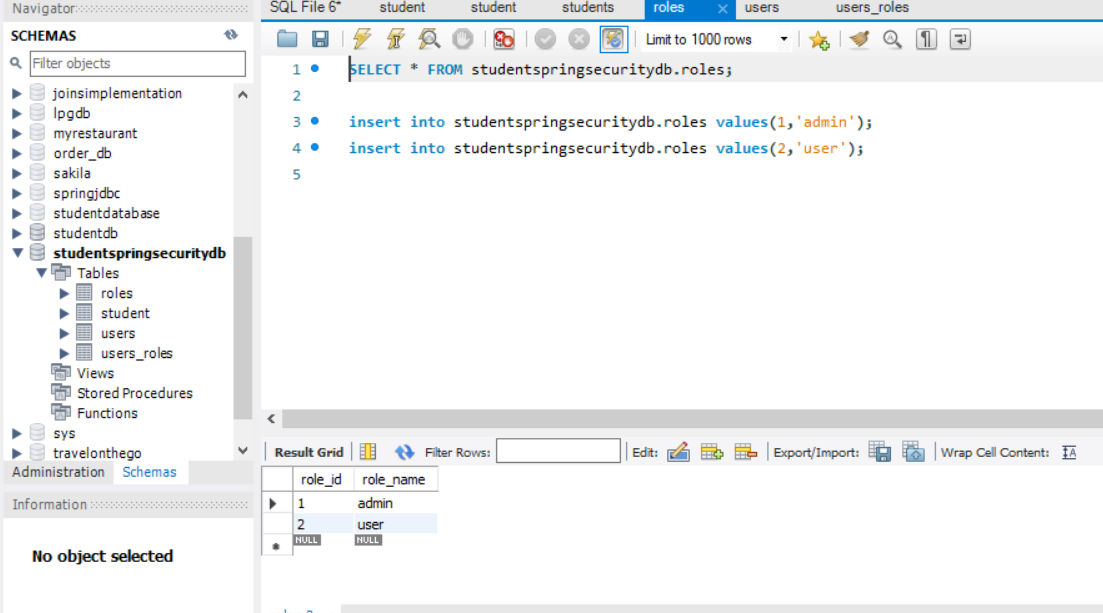 Navigator
SCHEMAS
Filter objects
joinsimplementation
lpgdb
myrestaurant
order_db
sakila
springjdbc
studentdatabase
studentdb
studentspringsecuritydb
Tables
roles
student
users
users_roles
Views
Stored Procedures
Functions
sys
travelonthego
Administration Schemas
Information
No object selected
SQL File 6* student student students roles users users_roles
Limit to 1000 rows
1 SELECT * FROM studentspringsecuritydb.roles;
2
3 insert into studentspringsecuritydb.roles values(1,'admin');
4 insert into studentspringsecuritydb.roles values(2,'user');
5
Result Grid Filter Rows: Edit: Export/Import: Wrap Cell Content:
role_id role_name
1 admin
2 user
NULL NULL